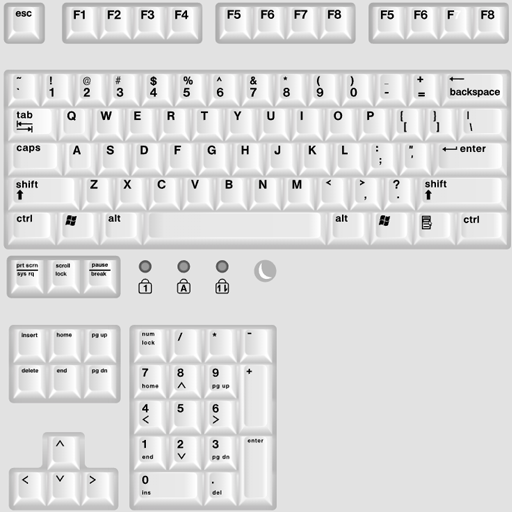 esc F1 F2 F3 F4 F5 F6 F7 F8 F5 F6 F F8
~ ! @ # $ % ^ & * ( ) _ + ←
` 1 2 3 4 5 6 7 8 9 0 - = backspace
tab Q W E R T Y U I O P [ ] |
[ ] \
caps A S D F G H J K L : " ↵ enter
; '
shift Z X C V B N M < > ? shift
, .
ctrl alt alt ctrl
prt scrn scroll pause
sys rq lock break
1 A 1↓
insert home pg up
delete end pg dn
num / * -
lock
7 8 9 +
home ^ pg up
4 5 6
< >
1 2 3 enter
end v pg dn
0 .
ins del
^
< v >